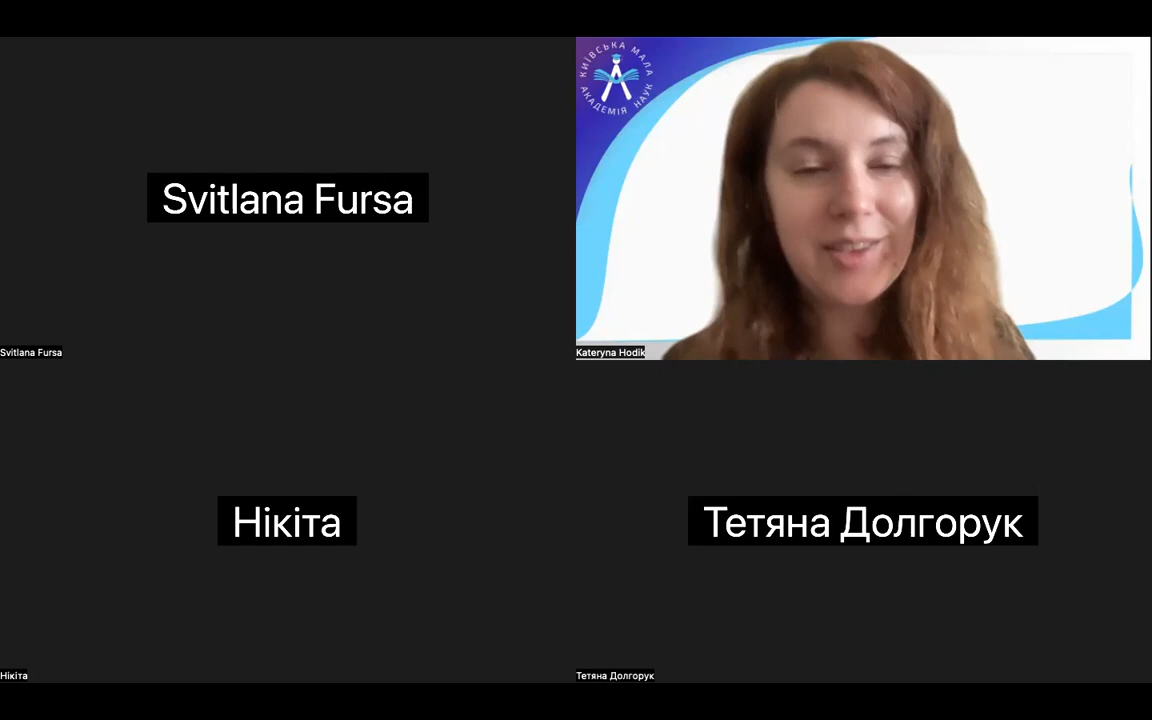 КИЇВСЬКА МАЛА
АКАДЕМІЯ НАУК
Svitlana Fursa
Svitlana Fursa
Kateryna Hodik
Нікіта
Тетяна Долгорук
Нікіта
Тетяна Долгорук